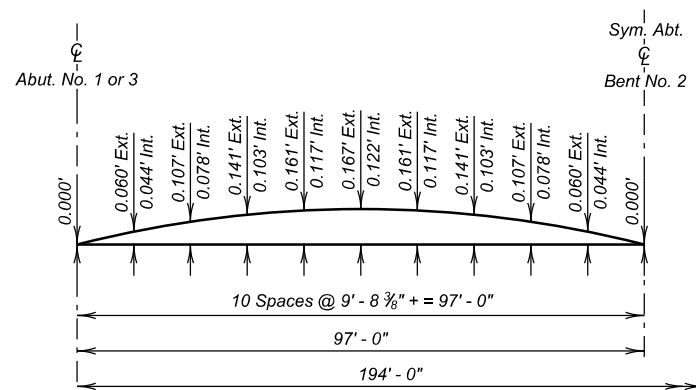 Sym. Abt.
℄
Bent No. 2
℄
Abut. No. 1 or 3
0.000'
0.060' Ext.
0.044' Int.
0.107' Ext.
0.078' Int.
0.141' Ext.
0.103' Int.
0.161' Ext.
0.117' Int.
0.167' Ext.
0.122' Int.
0.161' Ext.
0.117' Int.
0.141' Ext.
0.103' Int.
0.107' Ext.
0.078' Int.
0.060' Ext.
0.044' Int.
0.000'
10 Spaces @ 9' - 8 ⅜" + = 97' - 0"
97' - 0"
194' - 0"